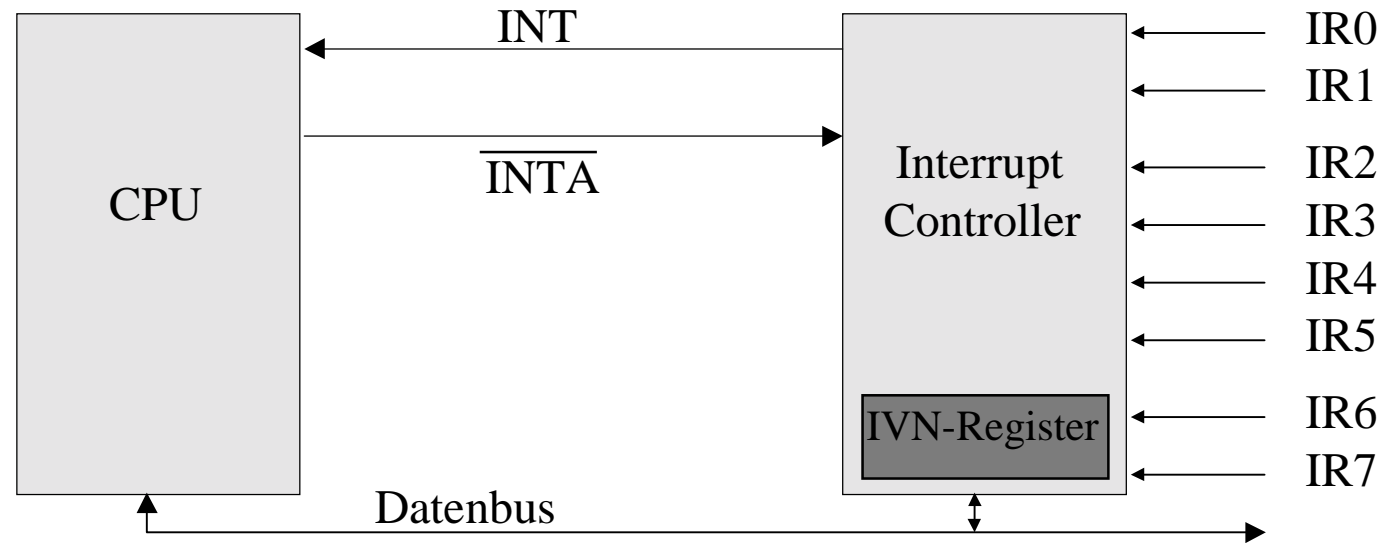 INT
IR0
IR1
INTA
Interrupt
Controller
CPU
IR2
IR3
IR4
IR5
IVN-Register
IR6
IR7
Datenbus